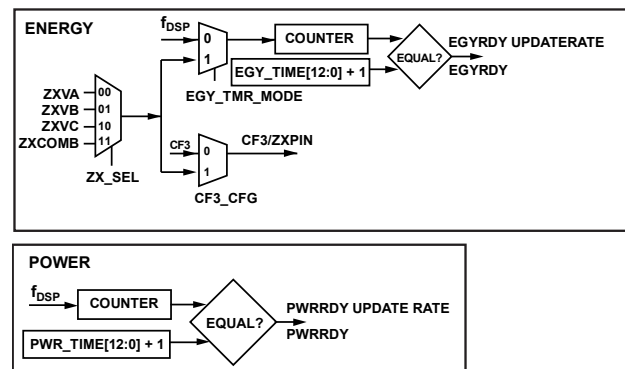 ENERGY
fDSP
0
1
COUNTER
EGY_TIME[12:0] + 1
EQUAL?
EGYRDY UPDATERATE
EGYRDY
EGY_TMR_MODE
ZXVA
ZXVB
ZXVC
ZXCOMB
00
01
10
11
ZX_SEL
CF3
0
1
CF3/ZXPIN
CF3_CFG
POWER
fDSP
COUNTER
PWR_TIME[12:0] + 1
EQUAL?
PWRRDY UPDATE RATE
PWRRDY